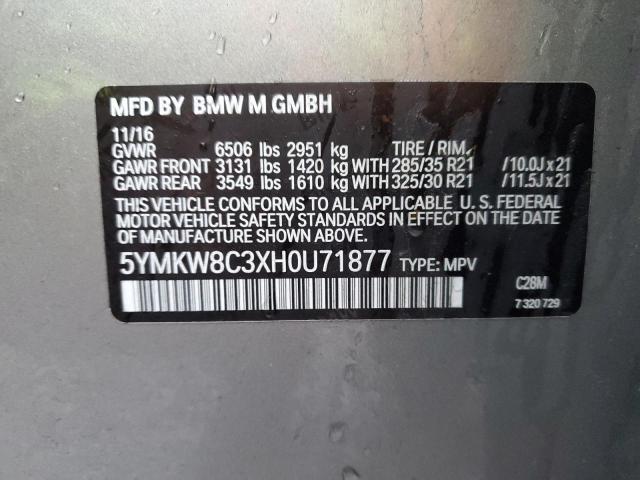 MFD BY BMW M GMBH
11/16
GVWR 6506 lbs 2951 kg TIRE / RIM.
GAWR FRONT 3131 lbs 1420 kg WITH 285/35 R21 /10.0J x 21
GAWR REAR 3549 lbs 1610 kg WITH 325/30 R21 /11.5J x 21
THIS VEHICLE CONFORMS TO ALL APPLICABLE U. S. FEDERAL
MOTOR VEHICLE SAFETY STANDARDS IN EFFECT ON THE DATE
OF MANUFACTURE SHOWN ABOVE.
5YMKW8C3XH0U71877 TYPE: MPV
C28M
7 320 729